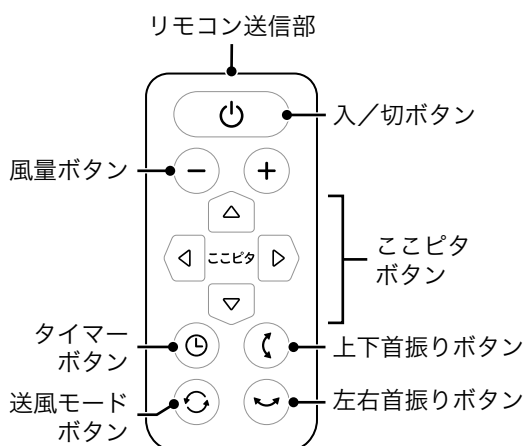 リモコン送信部
入／切ボタン
風量ボタン
ここピタ
ここピタ
ボタン
タイマー
ボタン
上下首振りボタン
送風モード
ボタン
左右首振りボタン